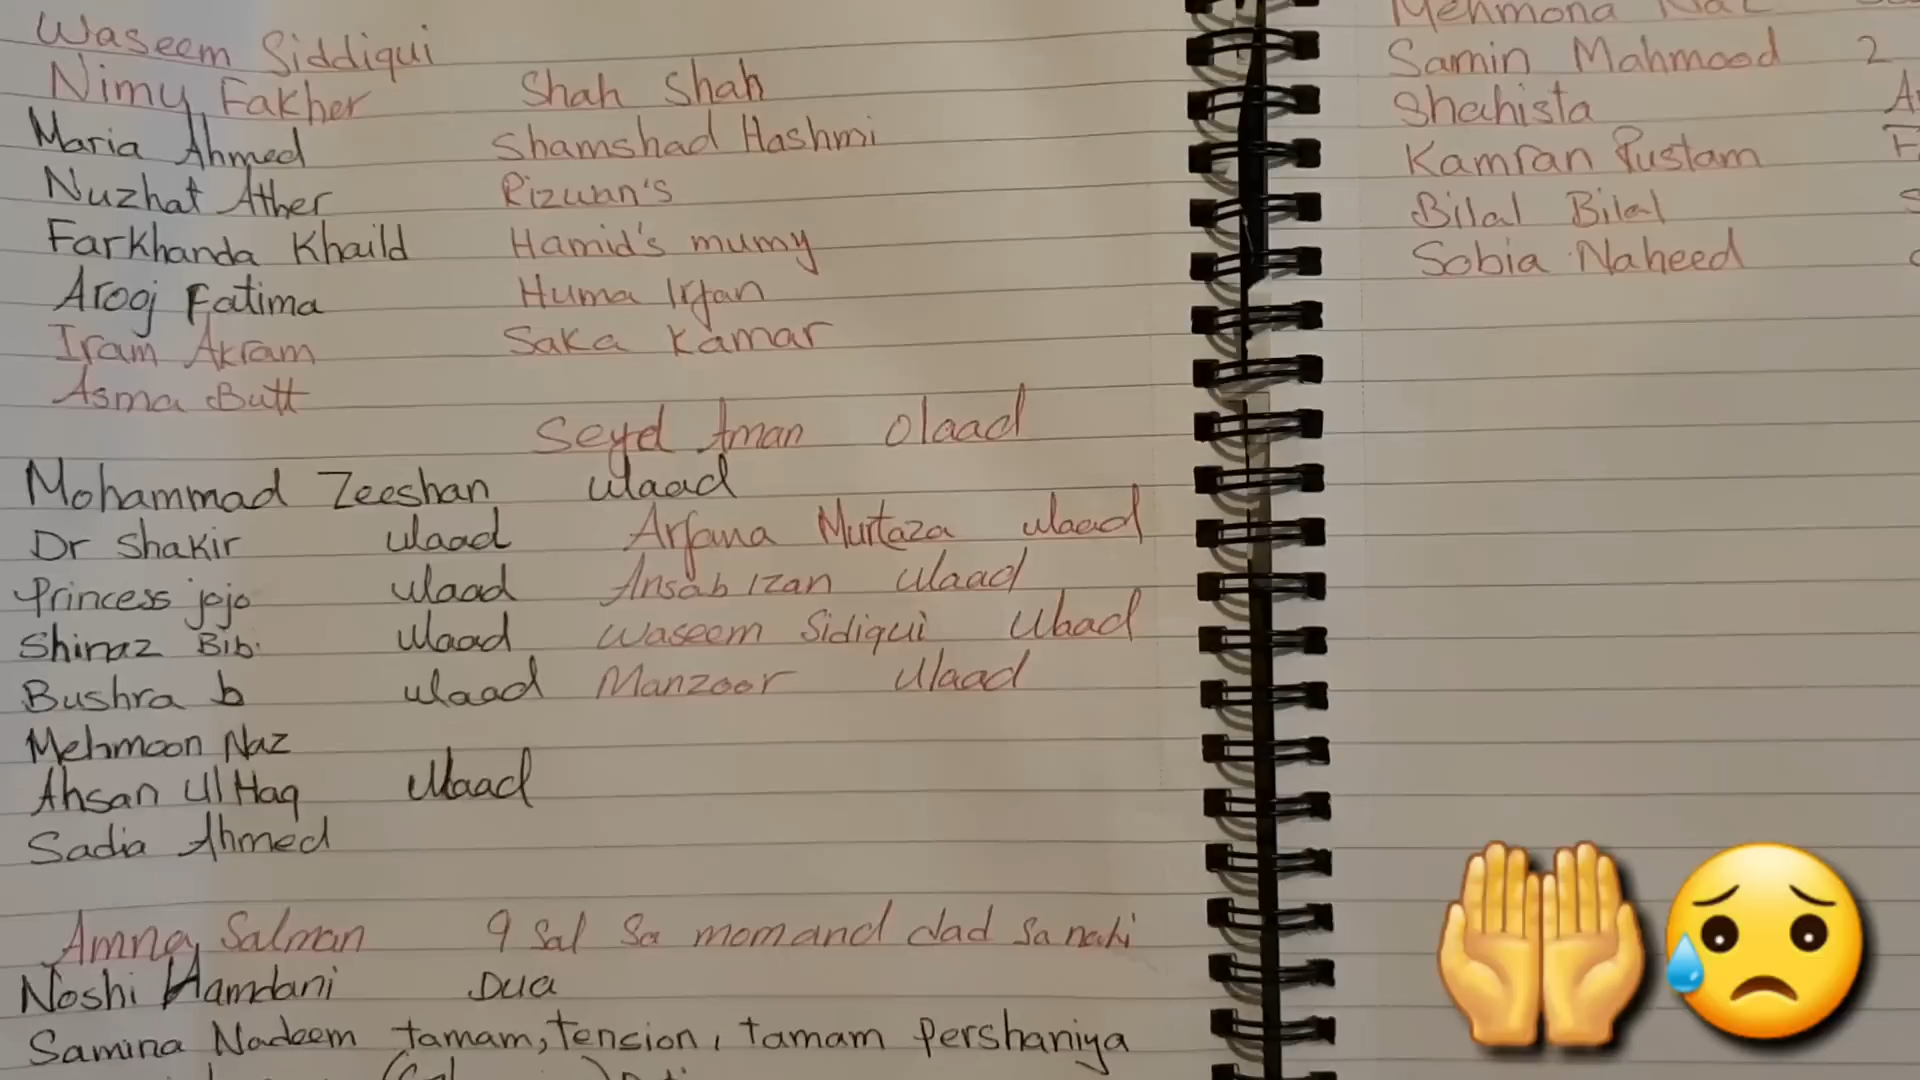 Waseem Siddiqui
Nimy Fakher Shah Shah
Maria Ahmed Shamshad Hashmi
Nuzhat Ather Rizwan's
Farkhanda Khaild Hamid's mumy
Arooj Fatima Huma Irfan
Iram Akram Saka Kamar
Asma Butt
Seyed Aman olaad
Mohammad Zeeshan ulaad
Dr Shakir ulaad Arfana Murtaza ulaad
Princess jojo ulaad Ansab Izan ulaad
Shiraz Bibi ulaad Waseem Sidiqui Ulaad
Bushra b ulaad Manzoor Ulaad
Mehmoon Naz
Ahsan Ul Haq Ulaad
Sadia Ahmed
Amna Salman 9 Sal Sa mom and dad sa nahi
Noshi Hamdani Dua
Samina Nadeem tamam, tension, tamam pershaniya
Mehmona Naz
Samin Mahmood 2
Shahista
Kamran Rustam
Bilal Bilal
Sobia Naheed